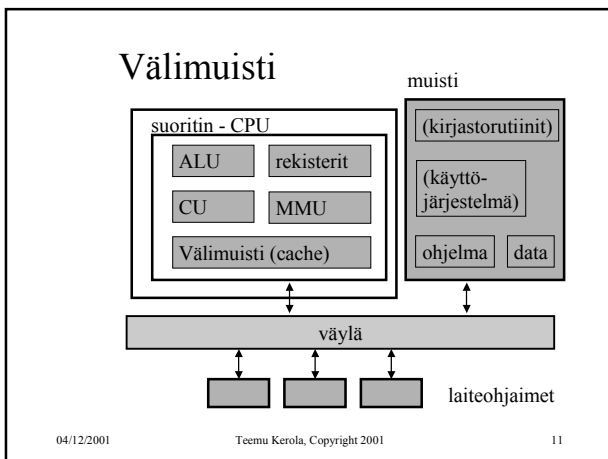 Välimuisti
muisti
suoritin - CPU
ALU
rekisterit
CU
MMU
Välimuisti (cache)
(kirjastorutiinit)
(käyttö-
järjestelmä)
ohjelma
data
väylä
laiteohjaimet
04/12/2001
Teemu Kerola, Copyright 2001
11